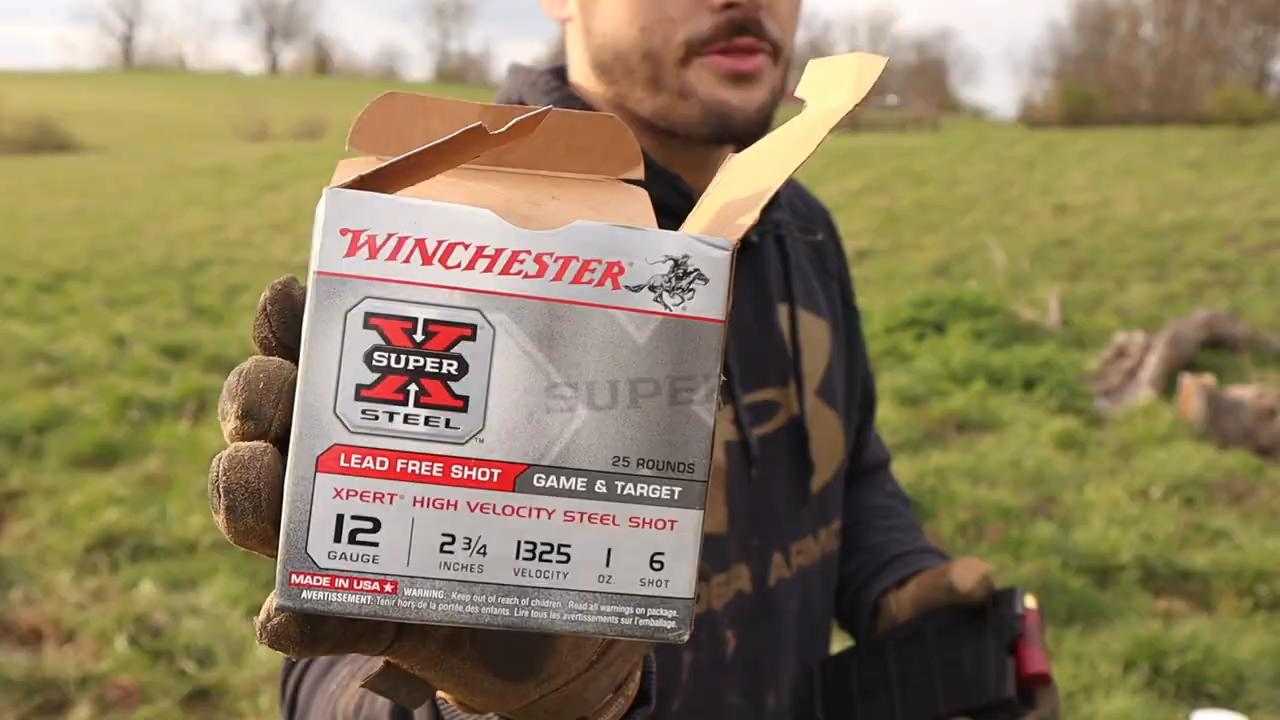 WINCHESTER®
SUPER X
STEEL™
SUPER
25 ROUNDS
LEAD FREE SHOT
GAME & TARGET
XPERT® HIGH VELOCITY STEEL SHOT
12 2 3/4 1325 1 6
GAUGE INCHES VELOCITY OZ. SHOT
MADE IN USA
WARNING: Keep out of reach of children. Read all warnings on package.
AVERTISSEMENT: Tenir hors de la portée des enfants. Lire tous les avertissements sur l'emballage.